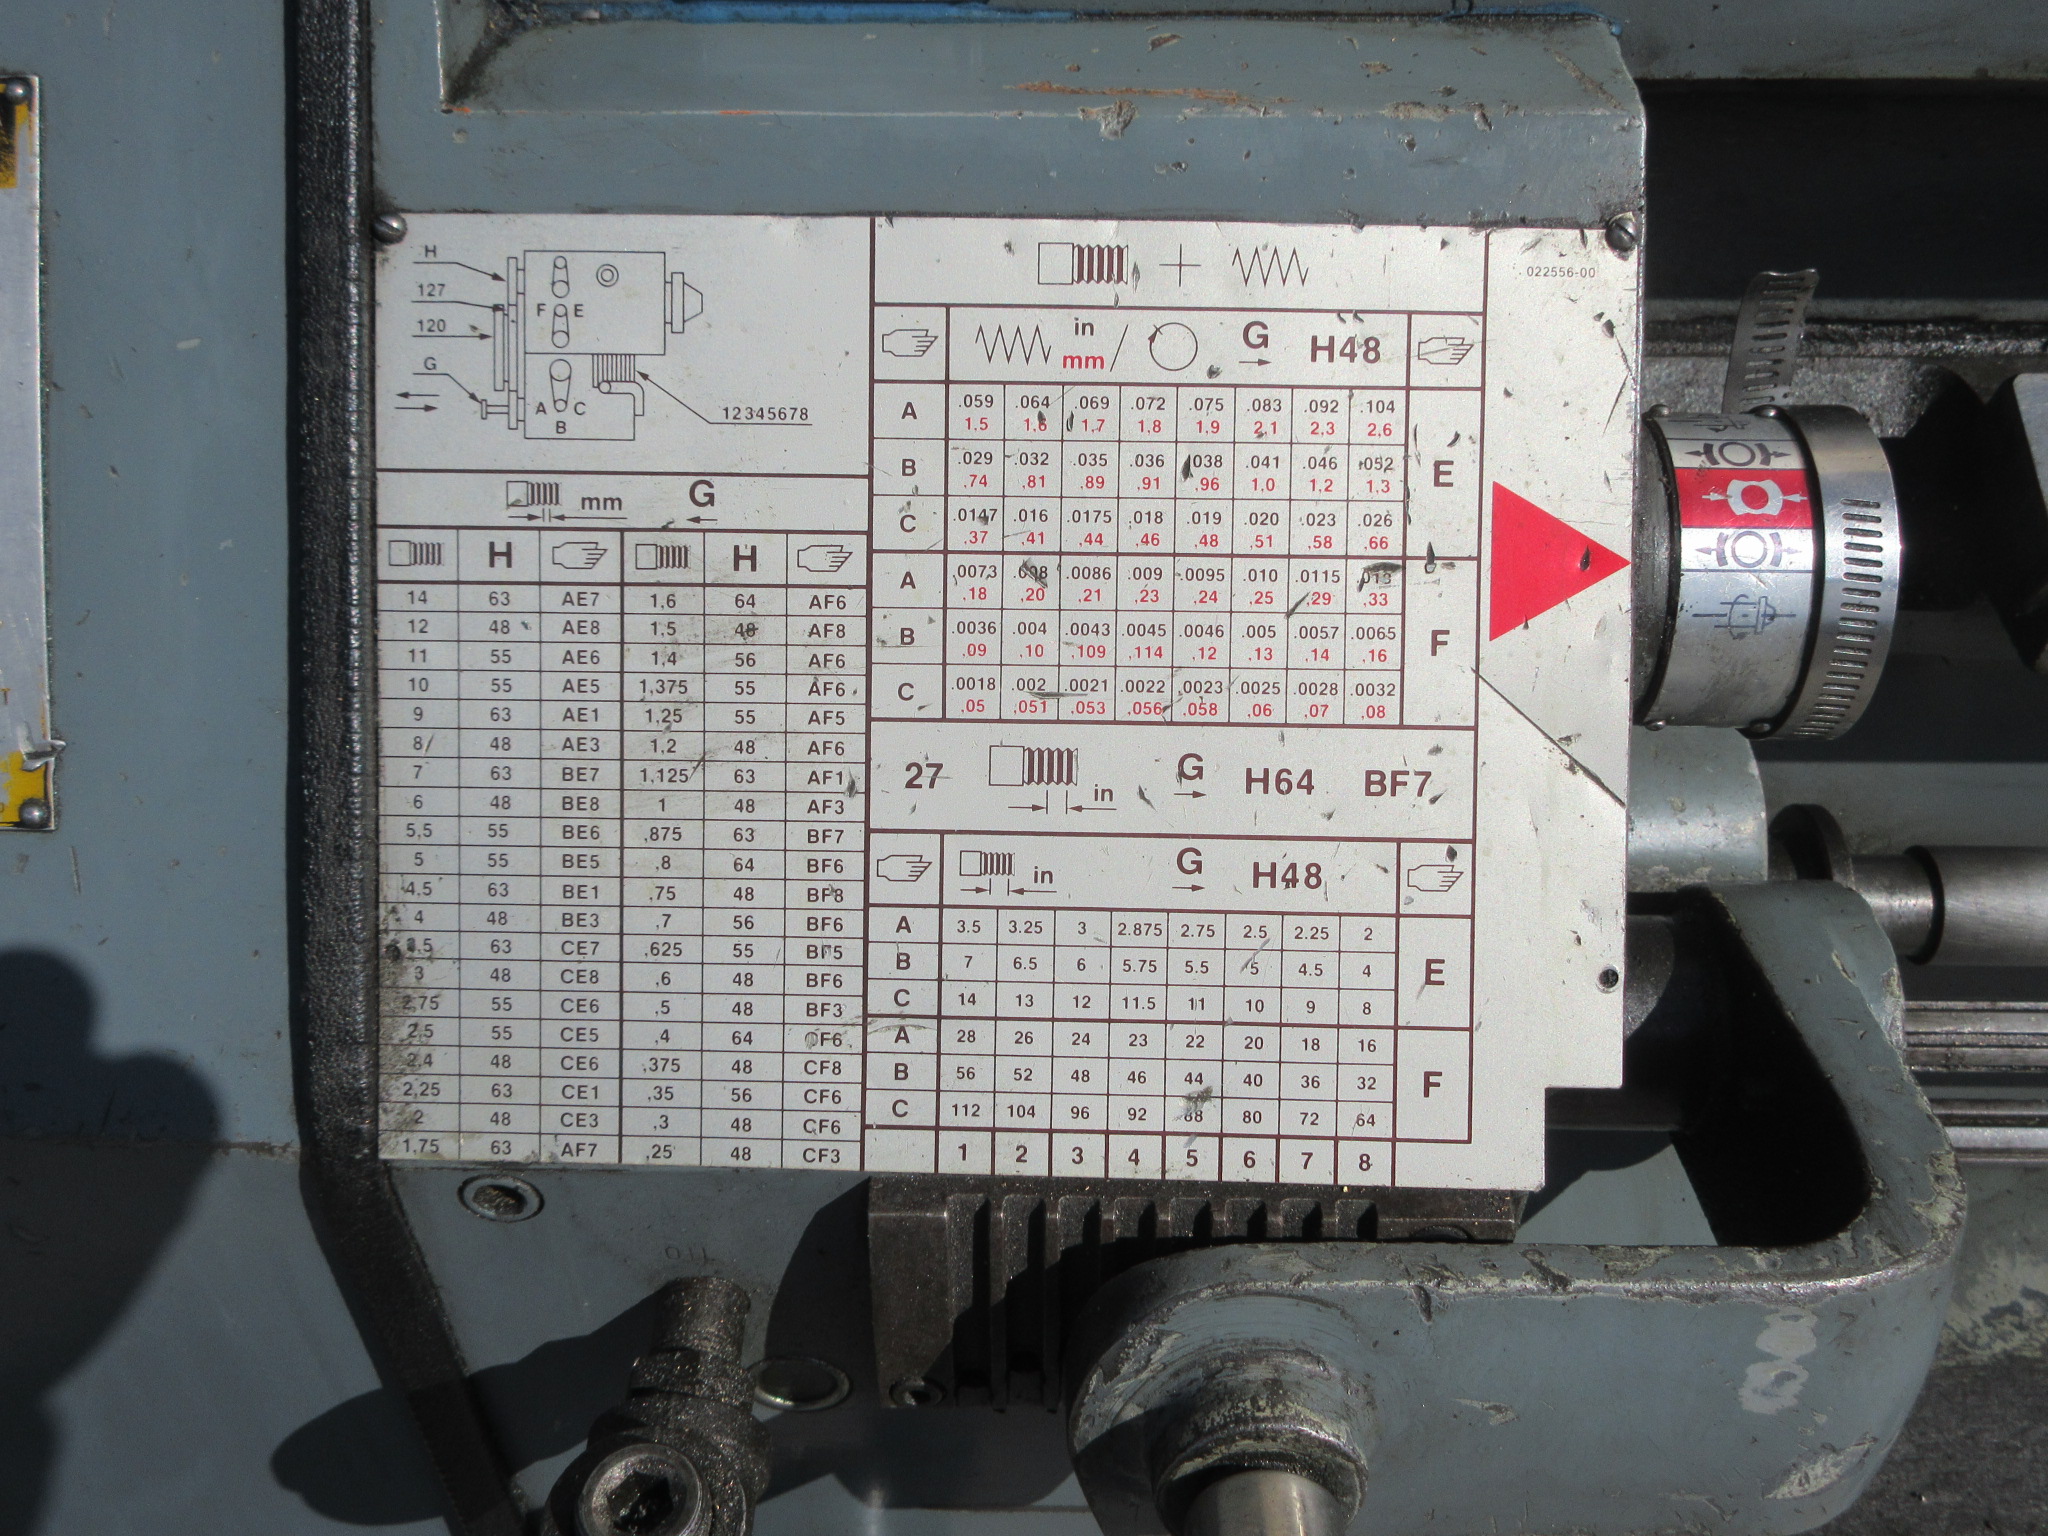 H
127
120
G
F E
A C
B
12345678
mm G
H H
14 63 AE7 1,6 64 AF6
12 48 AE8 1,5 48 AF8
11 55 AE6 1,4 56 AF6
10 55 AE5 1,375 55 AF6
9 63 AE1 1,25 55 AF5
8 48 AE3 1,2 48 AF6
7 63 BE7 1,125 63 AF1
6 48 BE8 1 48 AF3
5,5 55 BE6 ,875 63 BF7
5 55 BE5 ,8 64 BF6
4,5 63 BE1 ,75 48 BF8
4 48 BE3 ,7 56 BF6
3,5 63 CE7 ,625 55 BF5
3 48 CE8 ,6 48 BF6
2,75 55 CE6 ,5 48 BF3
2,5 55 CE5 ,4 64 CF6
2,4 48 CE6 ,375 48 CF8
2,25 63 CE1 ,35 56 CF6
2 48 CE3 ,3 48 CF6
1,75 63 AF7 ,25 48 CF3
+
022556-00
in
mm / G H48
A .059 .064 .069 .072 .075 .083 .092 .104
1,5 1,6 1,7 1,8 1,9 2,1 2,3 2,6
B .029 .032 .035 .036 .038 .041 .046 .052
,74 ,81 ,89 ,91 ,96 1,0 1,2 1,3
E
C .0147 .016 .0175 .018 .019 .020 .023 .026
,37 ,41 ,44 ,46 ,48 ,51 ,58 ,66
A .0073 .008 .0086 .009 .0095 .010 .0115 .013
,18 ,20 ,21 ,23 ,24 ,25 ,29 ,33
B .0036 .004 .0043 .0045 .0046 .005 .0057 .0065
,09 ,10 ,109 ,114 ,12 ,13 ,14 ,16
F
C .0018 .002 .0021 .0022 .0023 .0025 .0028 .0032
,05 ,051 ,053 ,056 ,058 ,06 ,07 ,08
27 in G H64 BF7
in G H48
A 3.5 3.25 3 2.875 2.75 2.5 2.25 2
B 7 6.5 6 5.75 5.5 5 4.5 4
E
C 14 13 12 11.5 11 10 9 8
A 28 26 24 23 22 20 18 16
B 56 52 48 46 44 40 36 32
F
C 112 104 96 92 88 80 72 64
1 2 3 4 5 6 7 8